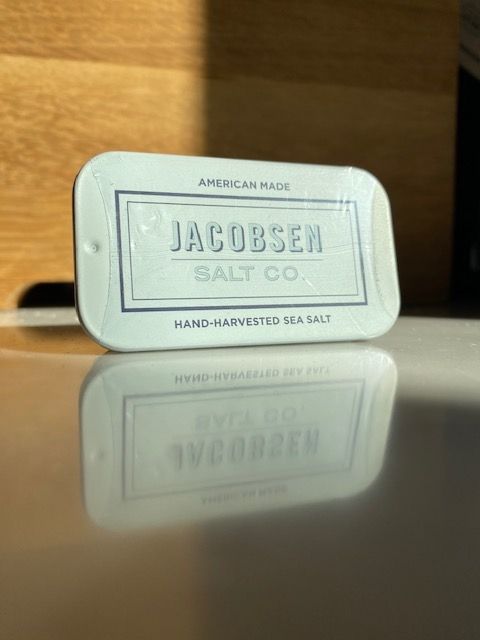 AMERICAN MADE
JACOBSEN
SALT CO.
HAND-HARVESTED SEA SALT